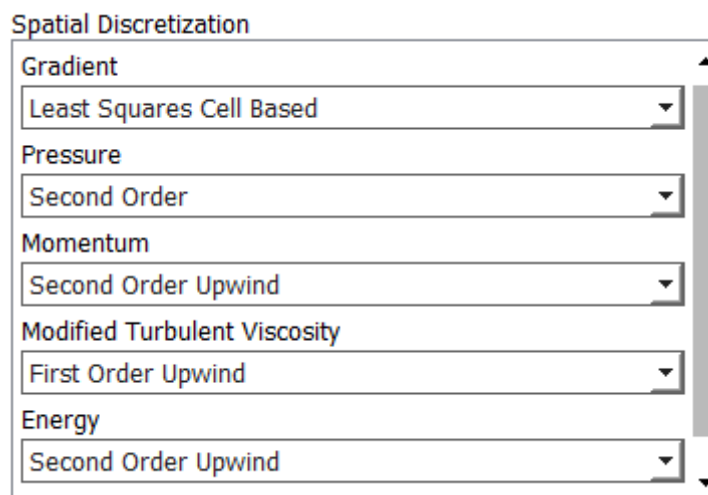 Spatial Discretization
Gradient
Least Squares Cell Based
Pressure
Second Order
Momentum
Second Order Upwind
Modified Turbulent Viscosity
First Order Upwind
Energy
Second Order Upwind